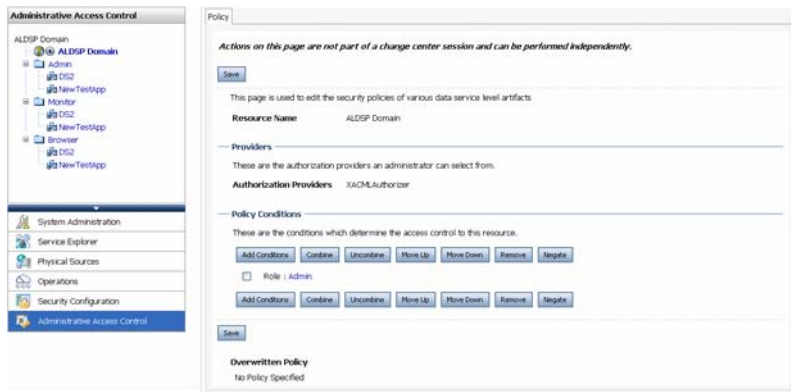 Administrative Access Control
ALDSP Domain
ALDSP Domain
Admin
DS2
NewTestApp
Monitor
DS2
NewTestApp
Browser
DS2
NewTestApp
System Administration
Service Explorer
Physical Sources
Operations
Security Configuration
Administrative Access Control
Policy
Actions on this page are not part of a change center session and can be performed independently.
Save
This page is used to edit the security policies of various data service level artifacts
Resource Name ALDSP Domain
Providers
These are the authorization providers an administrator can select from.
Authorization Providers XACMLAuthorizer
Policy Conditions
These are the conditions which determine the access control to this resource.
Add Conditions Combine Uncombine Move Up Move Down Remove Negate
Role : Admin
Add Conditions Combine Uncombine Move Up Move Down Remove Negate
Save
Overwritten Policy
No Policy Specified